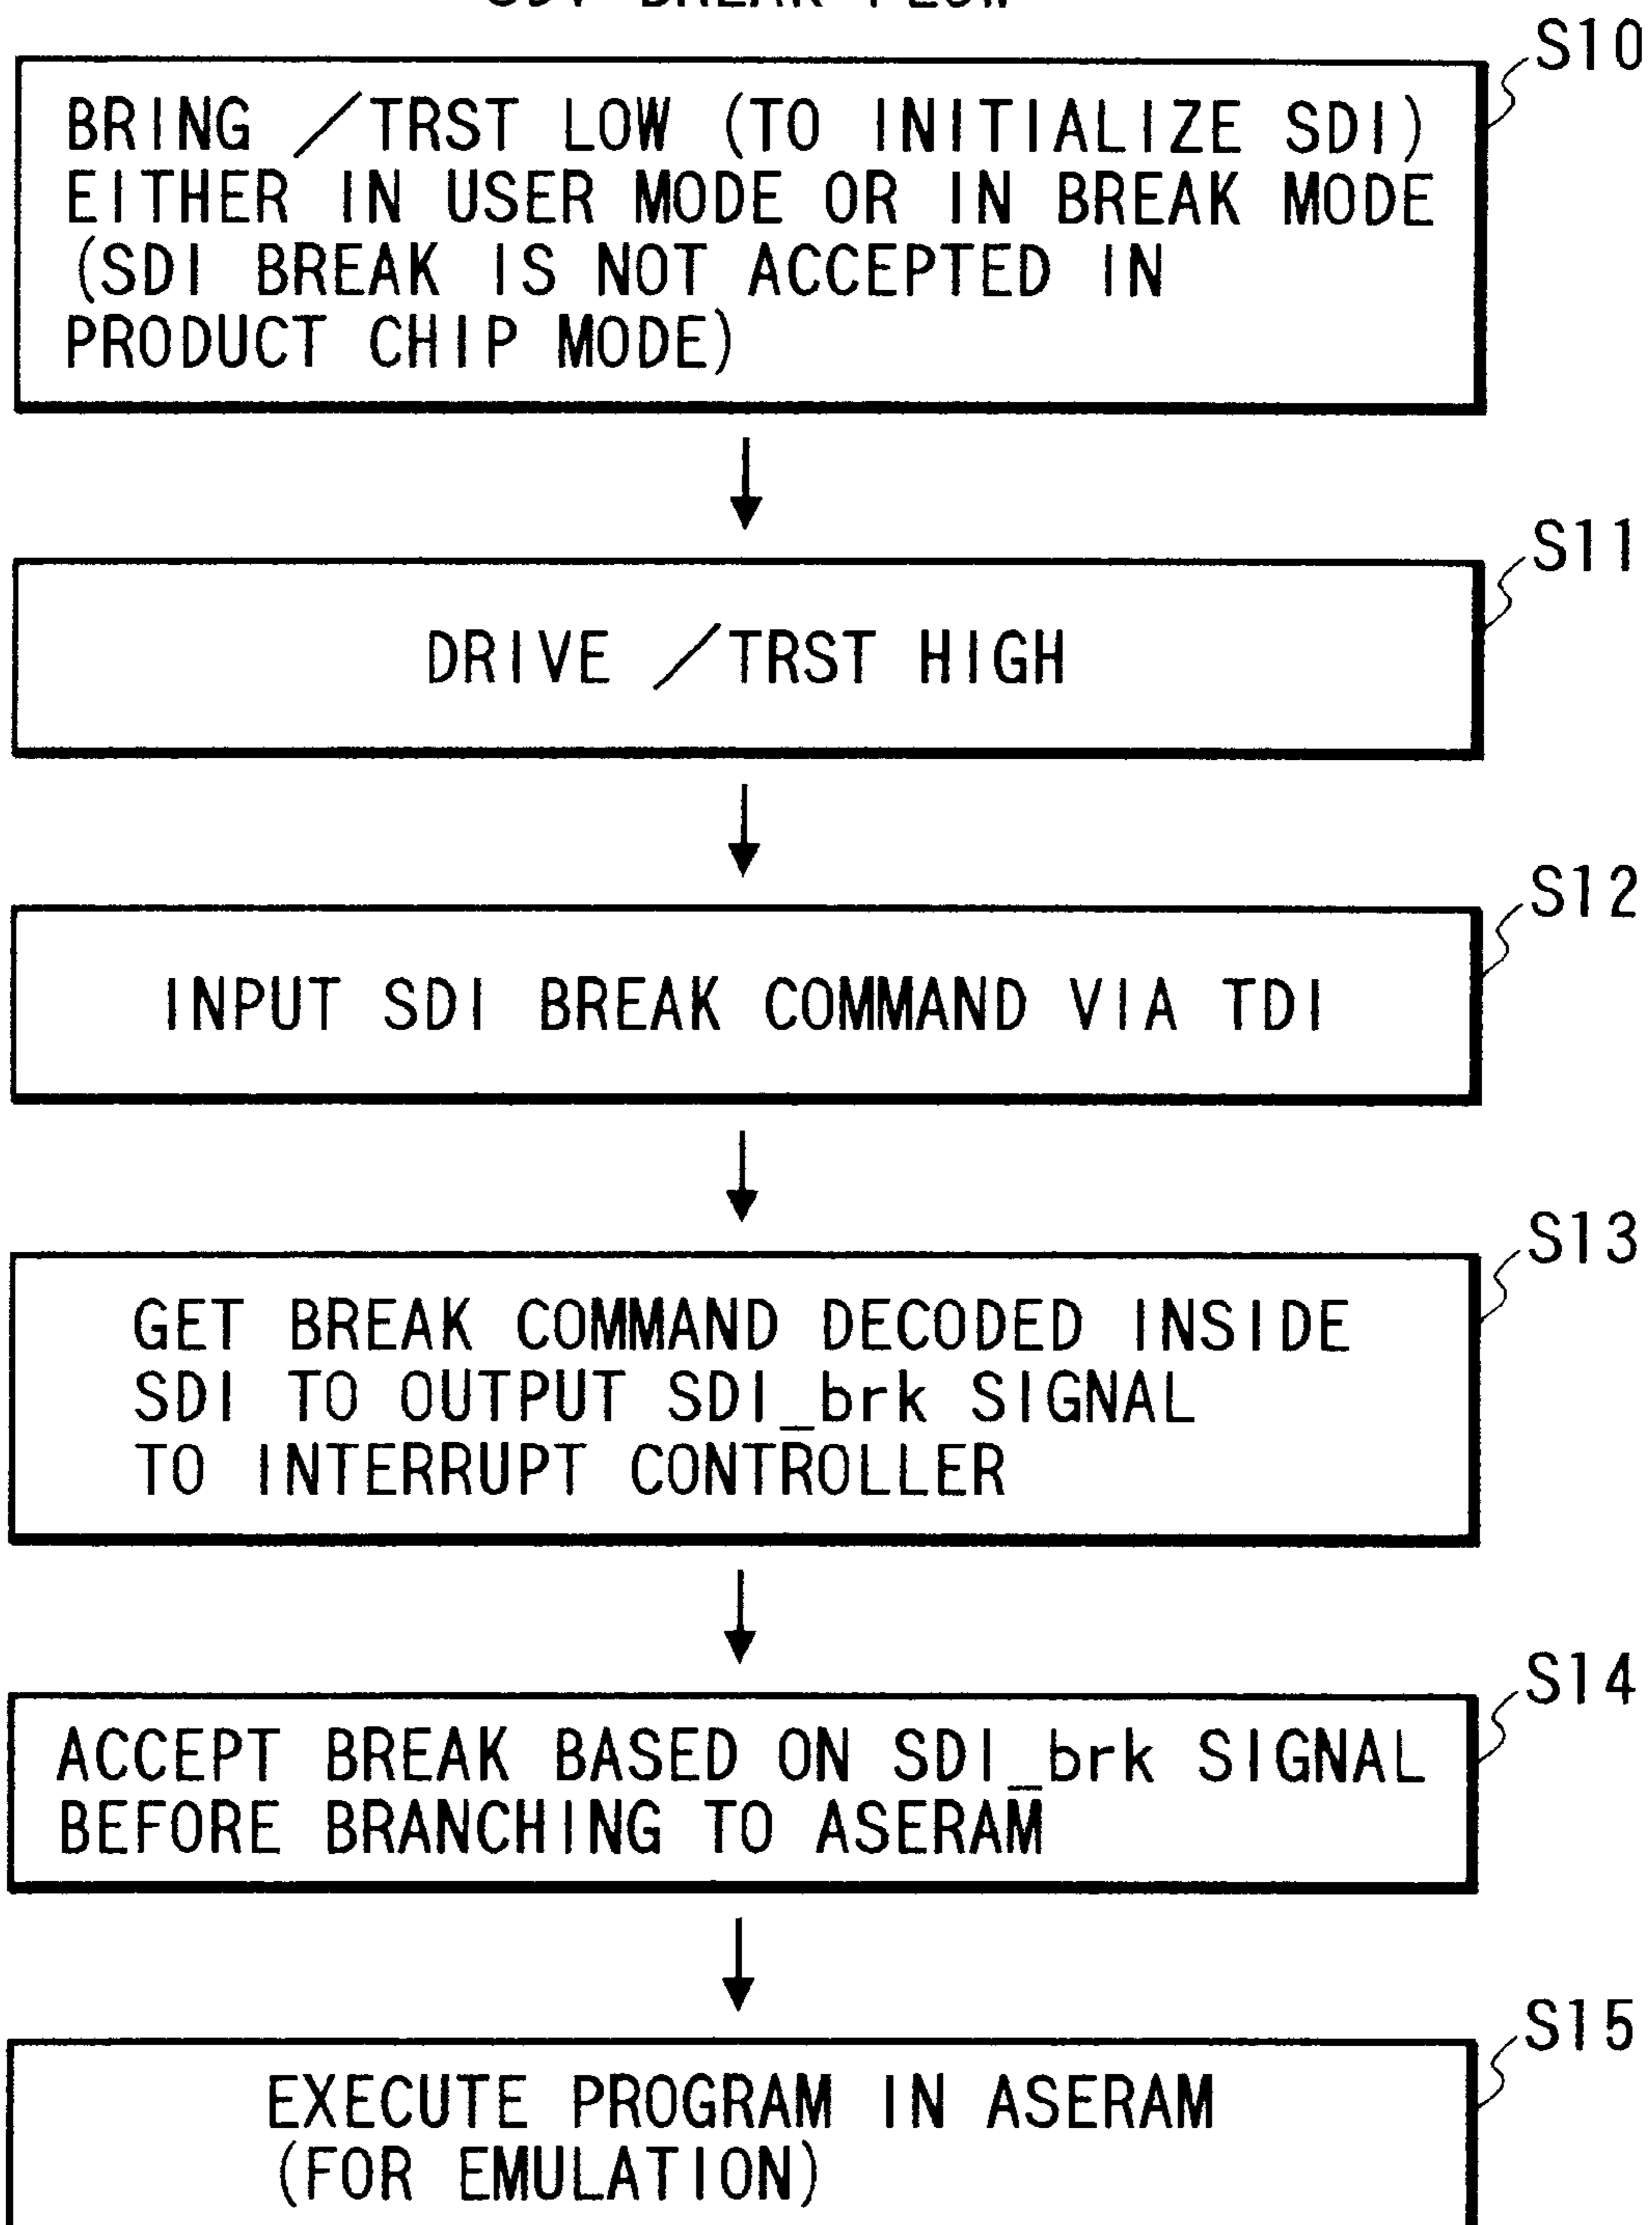 SDI BREAK FLOW
S10
BRING /TRST LOW (TO INITIALIZE SDI)
EITHER IN USER MODE OR IN BREAK MODE
(SDI BREAK IS NOT ACCEPTED IN
PRODUCT CHIP MODE)
S11
DRIVE /TRST HIGH
S12
INPUT SDI BREAK COMMAND VIA TDI
S13
GET BREAK COMMAND DECODED INSIDE
SDI TO OUTPUT SDI_brk SIGNAL
TO INTERRUPT CONTROLLER
S14
ACCEPT BREAK BASED ON SDI_brk SIGNAL
BEFORE BRANCHING TO ASERAM
S15
EXECUTE PROGRAM IN ASERAM
(FOR EMULATION)